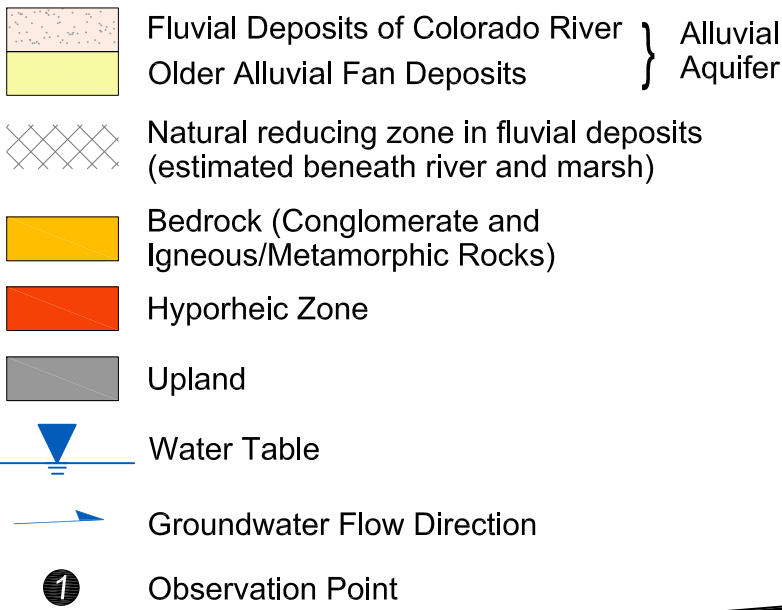 Fluvial Deposits of Colorado River } Alluvial
Older Alluvial Fan Deposits Aquifer
Natural reducing zone in fluvial deposits
(estimated beneath river and marsh)
Bedrock (Conglomerate and
Igneous/Metamorphic Rocks)
Hyporheic Zone
Upland
Water Table
Groundwater Flow Direction
1 Observation Point